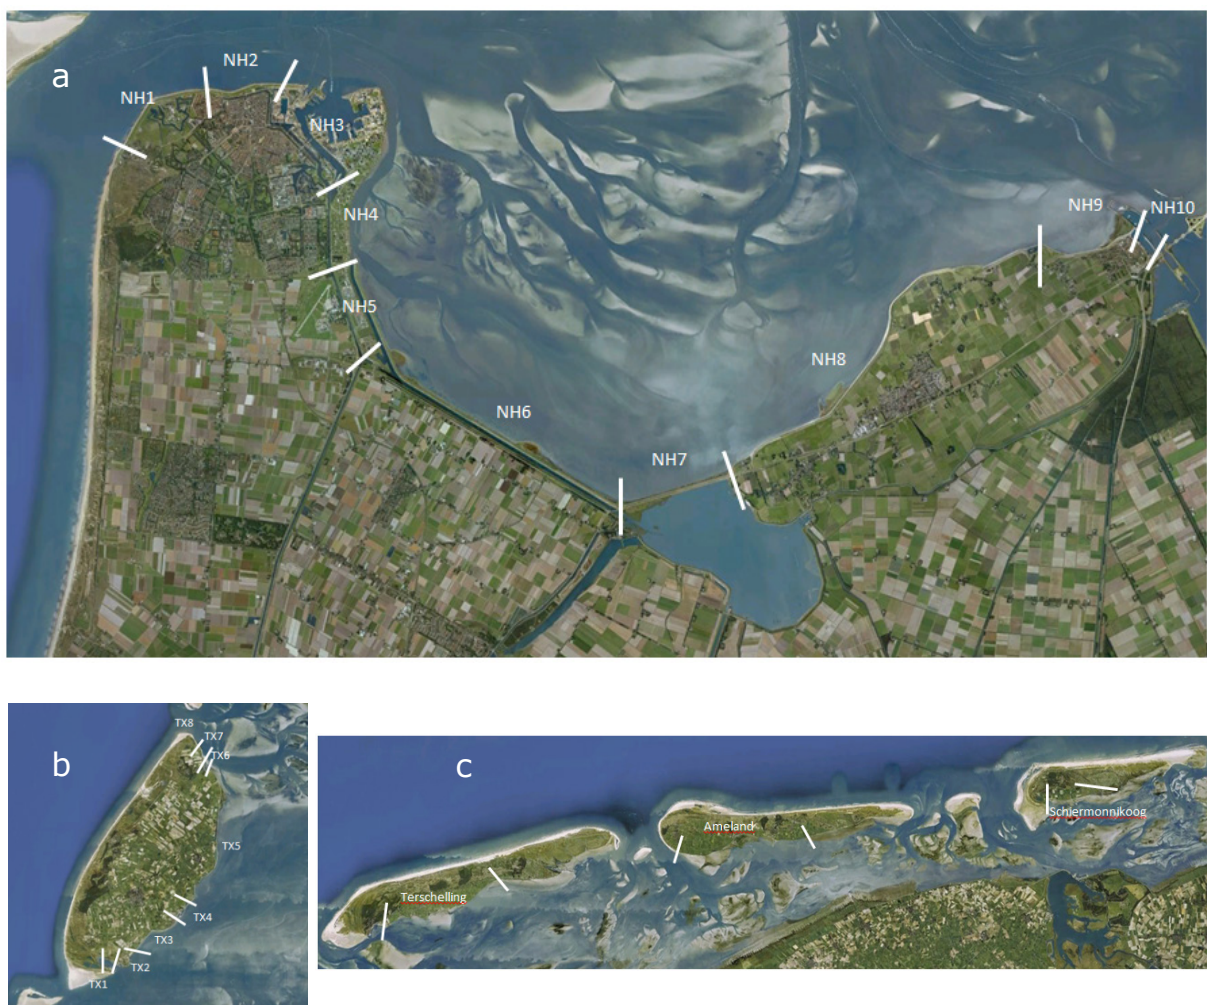 a
NH1
NH2
NH3
NH4
NH5
NH6
NH7
NH8
NH9
NH10
b
TX8
TX7
TX6
TX5
TX4
TX3
TX2
TX1
c
Terschelling
Ameland
Schiermonnikoog